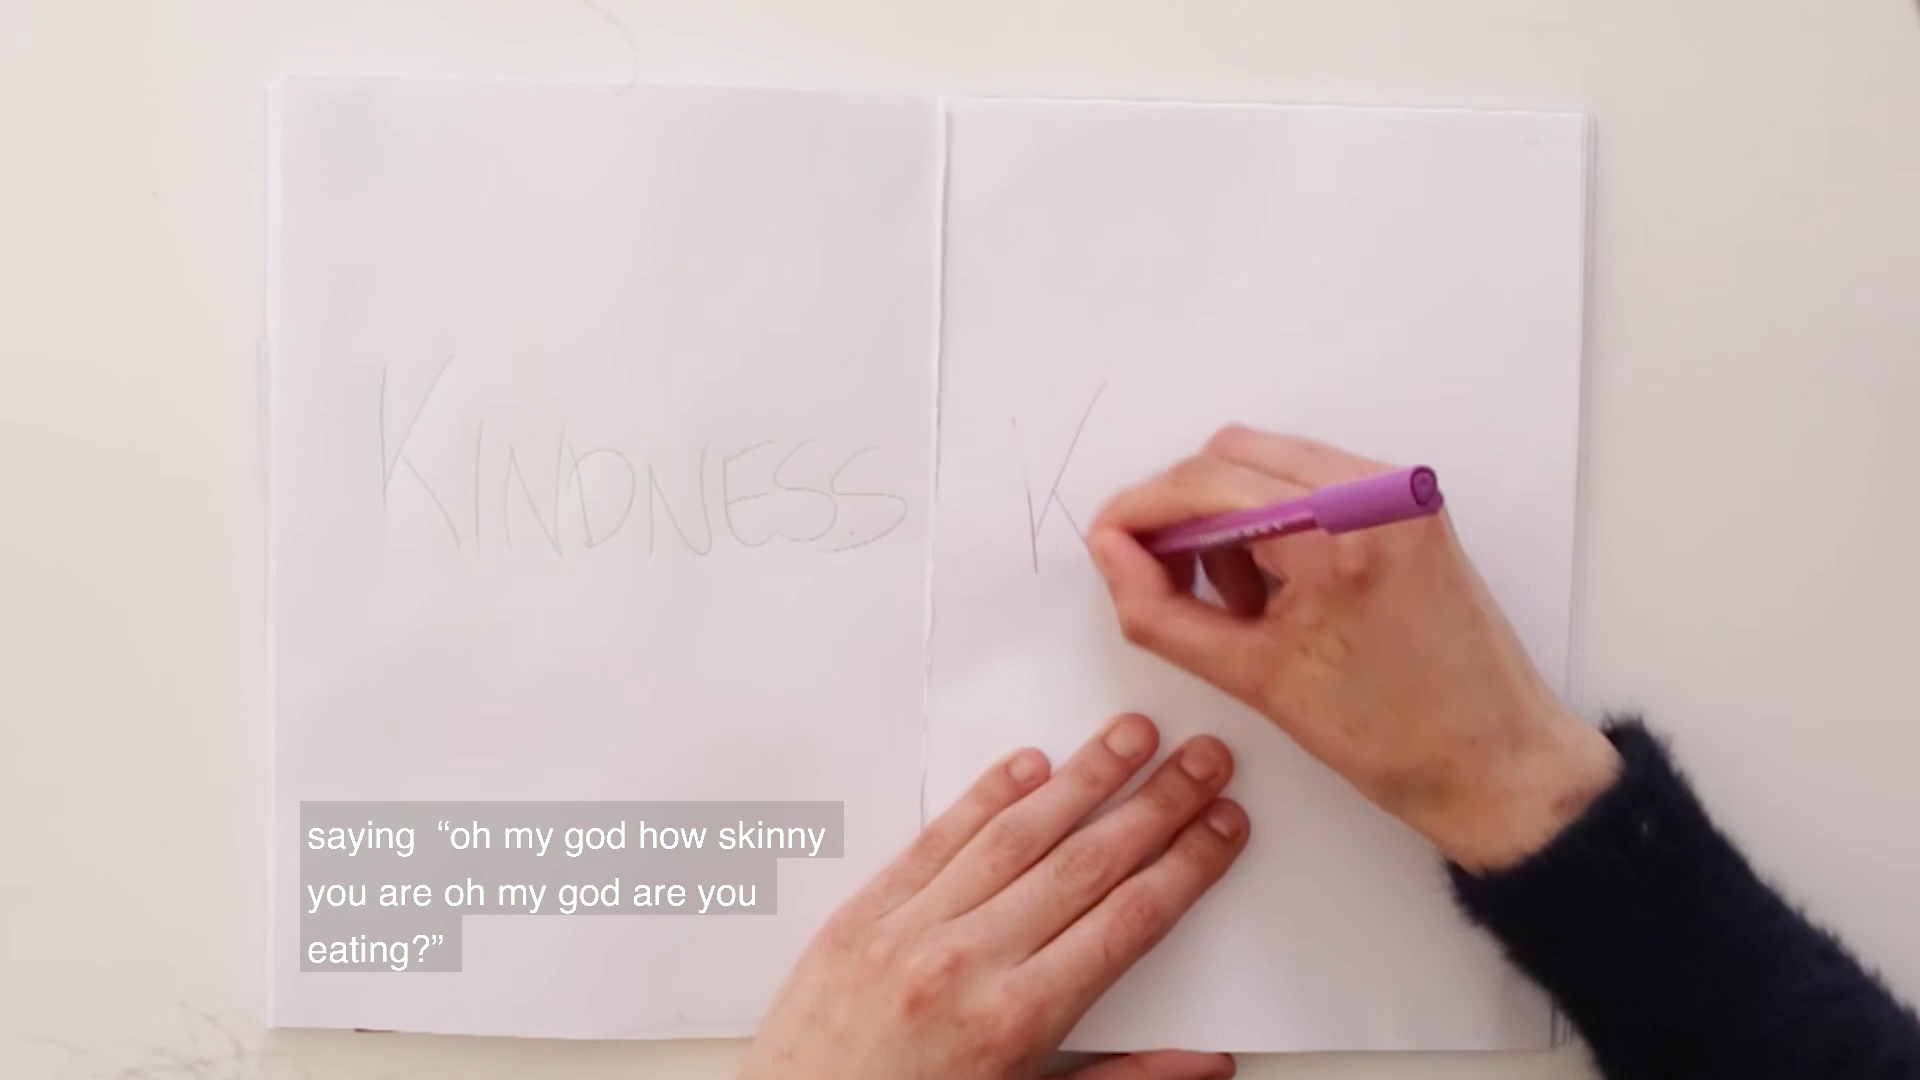 KINDNESS
K
saying “oh my god how skinny
you are oh my god are you
eating?”